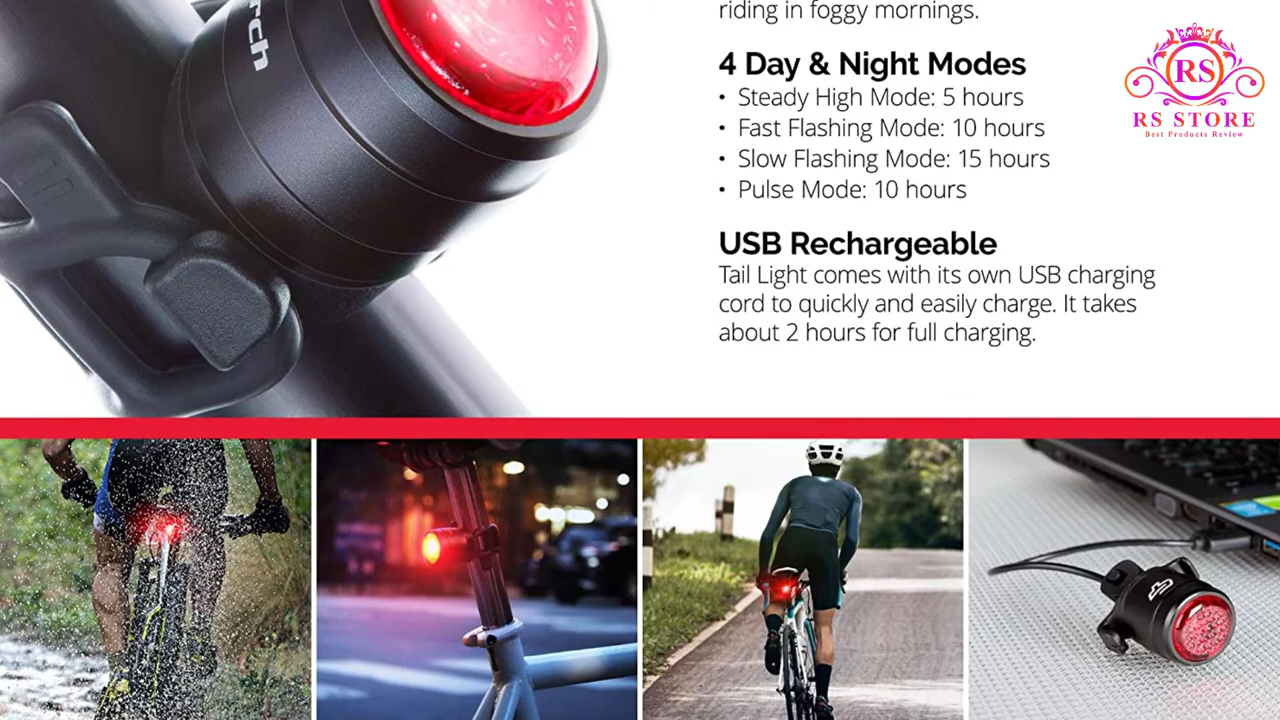 riding in foggy mornings.
4 Day & Night Modes
• Steady High Mode: 5 hours
• Fast Flashing Mode: 10 hours
• Slow Flashing Mode: 15 hours
• Pulse Mode: 10 hours
USB Rechargeable
Tail Light comes with its own USB charging
cord to quickly and easily charge. It takes
about 2 hours for full charging.
RS
RS STORE
Best Products Review
rch